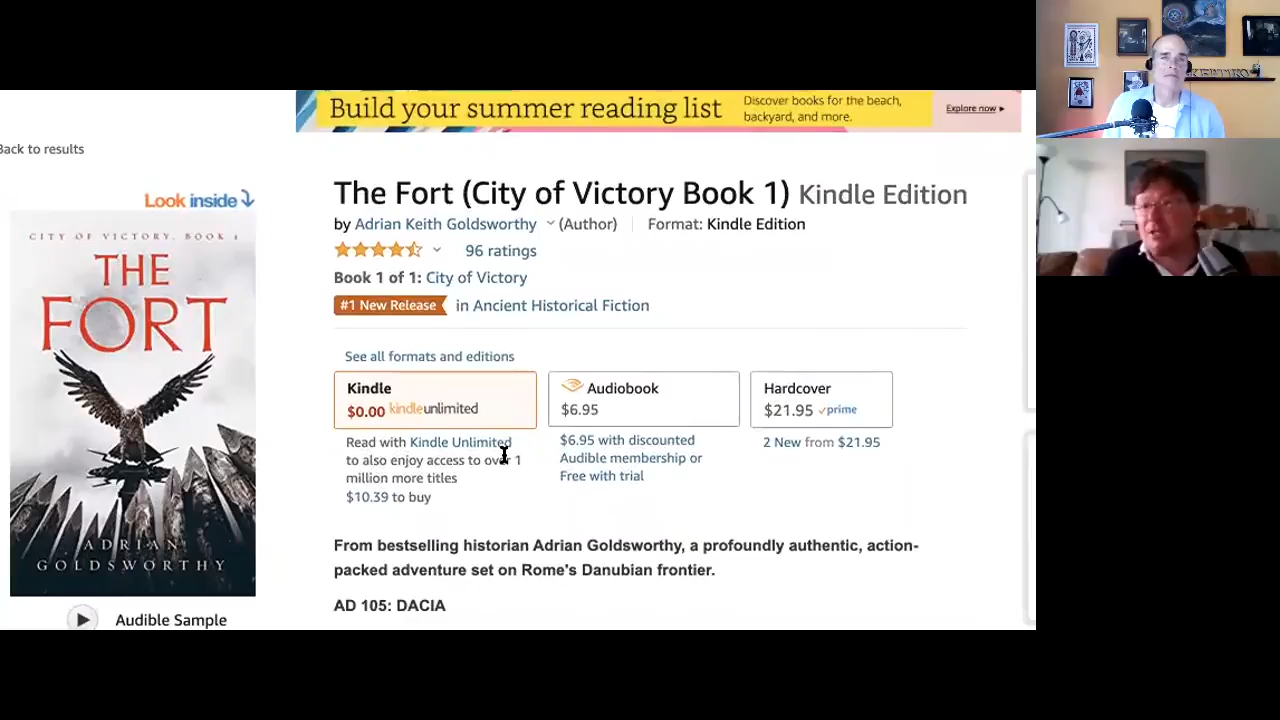 Build your summer reading list
Discover books for the beach,
backyard, and more.
Explore now
Back to results
Look inside
CITY OF VICTORY, BOOK 1
THE
FORT
ADRIAN
GOLDSWORTHY
Audible Sample
The Fort (City of Victory Book 1) Kindle Edition
by Adrian Keith Goldsworthy (Author) Format: Kindle Edition
96 ratings
Book 1 of 1: City of Victory
#1 New Release in Ancient Historical Fiction
See all formats and editions
Kindle
$0.00 kindleunlimited
Read with Kindle Unlimited
to also enjoy access to over 1
million more titles
$10.39 to buy
Audiobook
$6.95
$6.95 with discounted
Audible membership or
Free with trial
Hardcover
$21.95 prime
2 New from $21.95
From bestselling historian Adrian Goldsworthy, a profoundly authentic, action-
packed adventure set on Rome's Danubian frontier.
AD 105: DACIA
SKEPTIKO